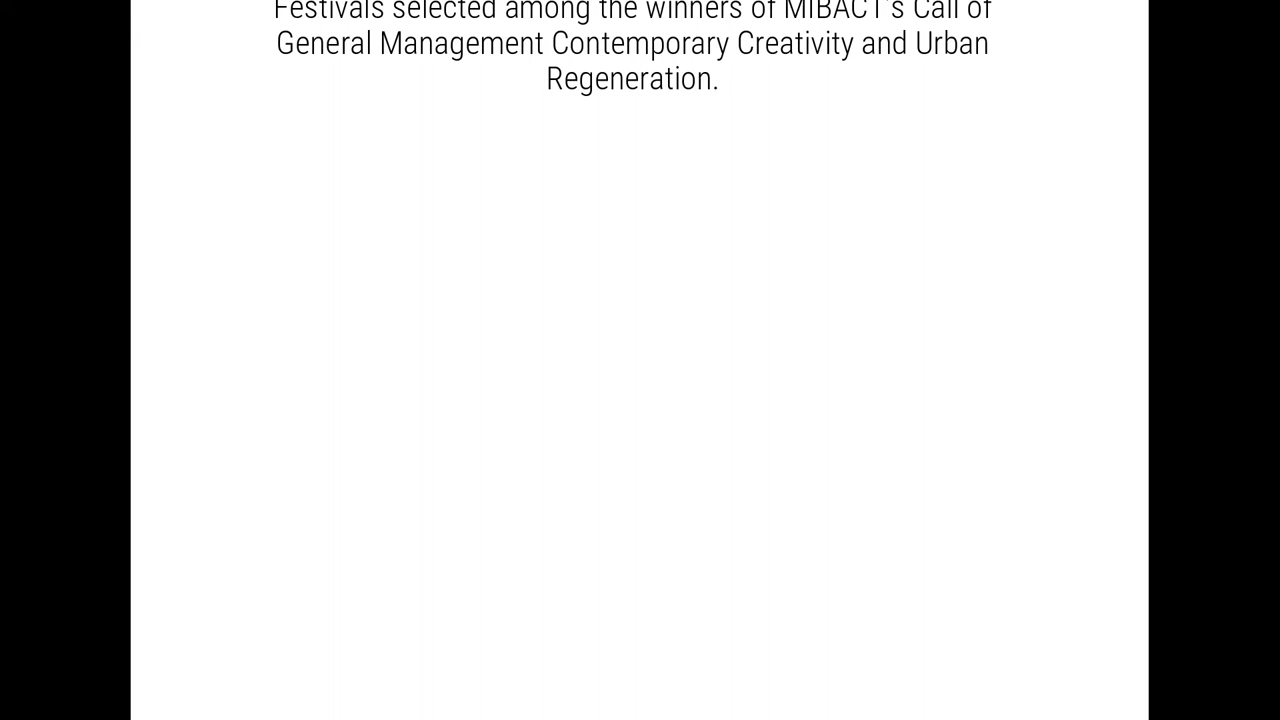 Festivals selected among the winners of MIBACT's Call of
General Management Contemporary Creativity and Urban
Regeneration.